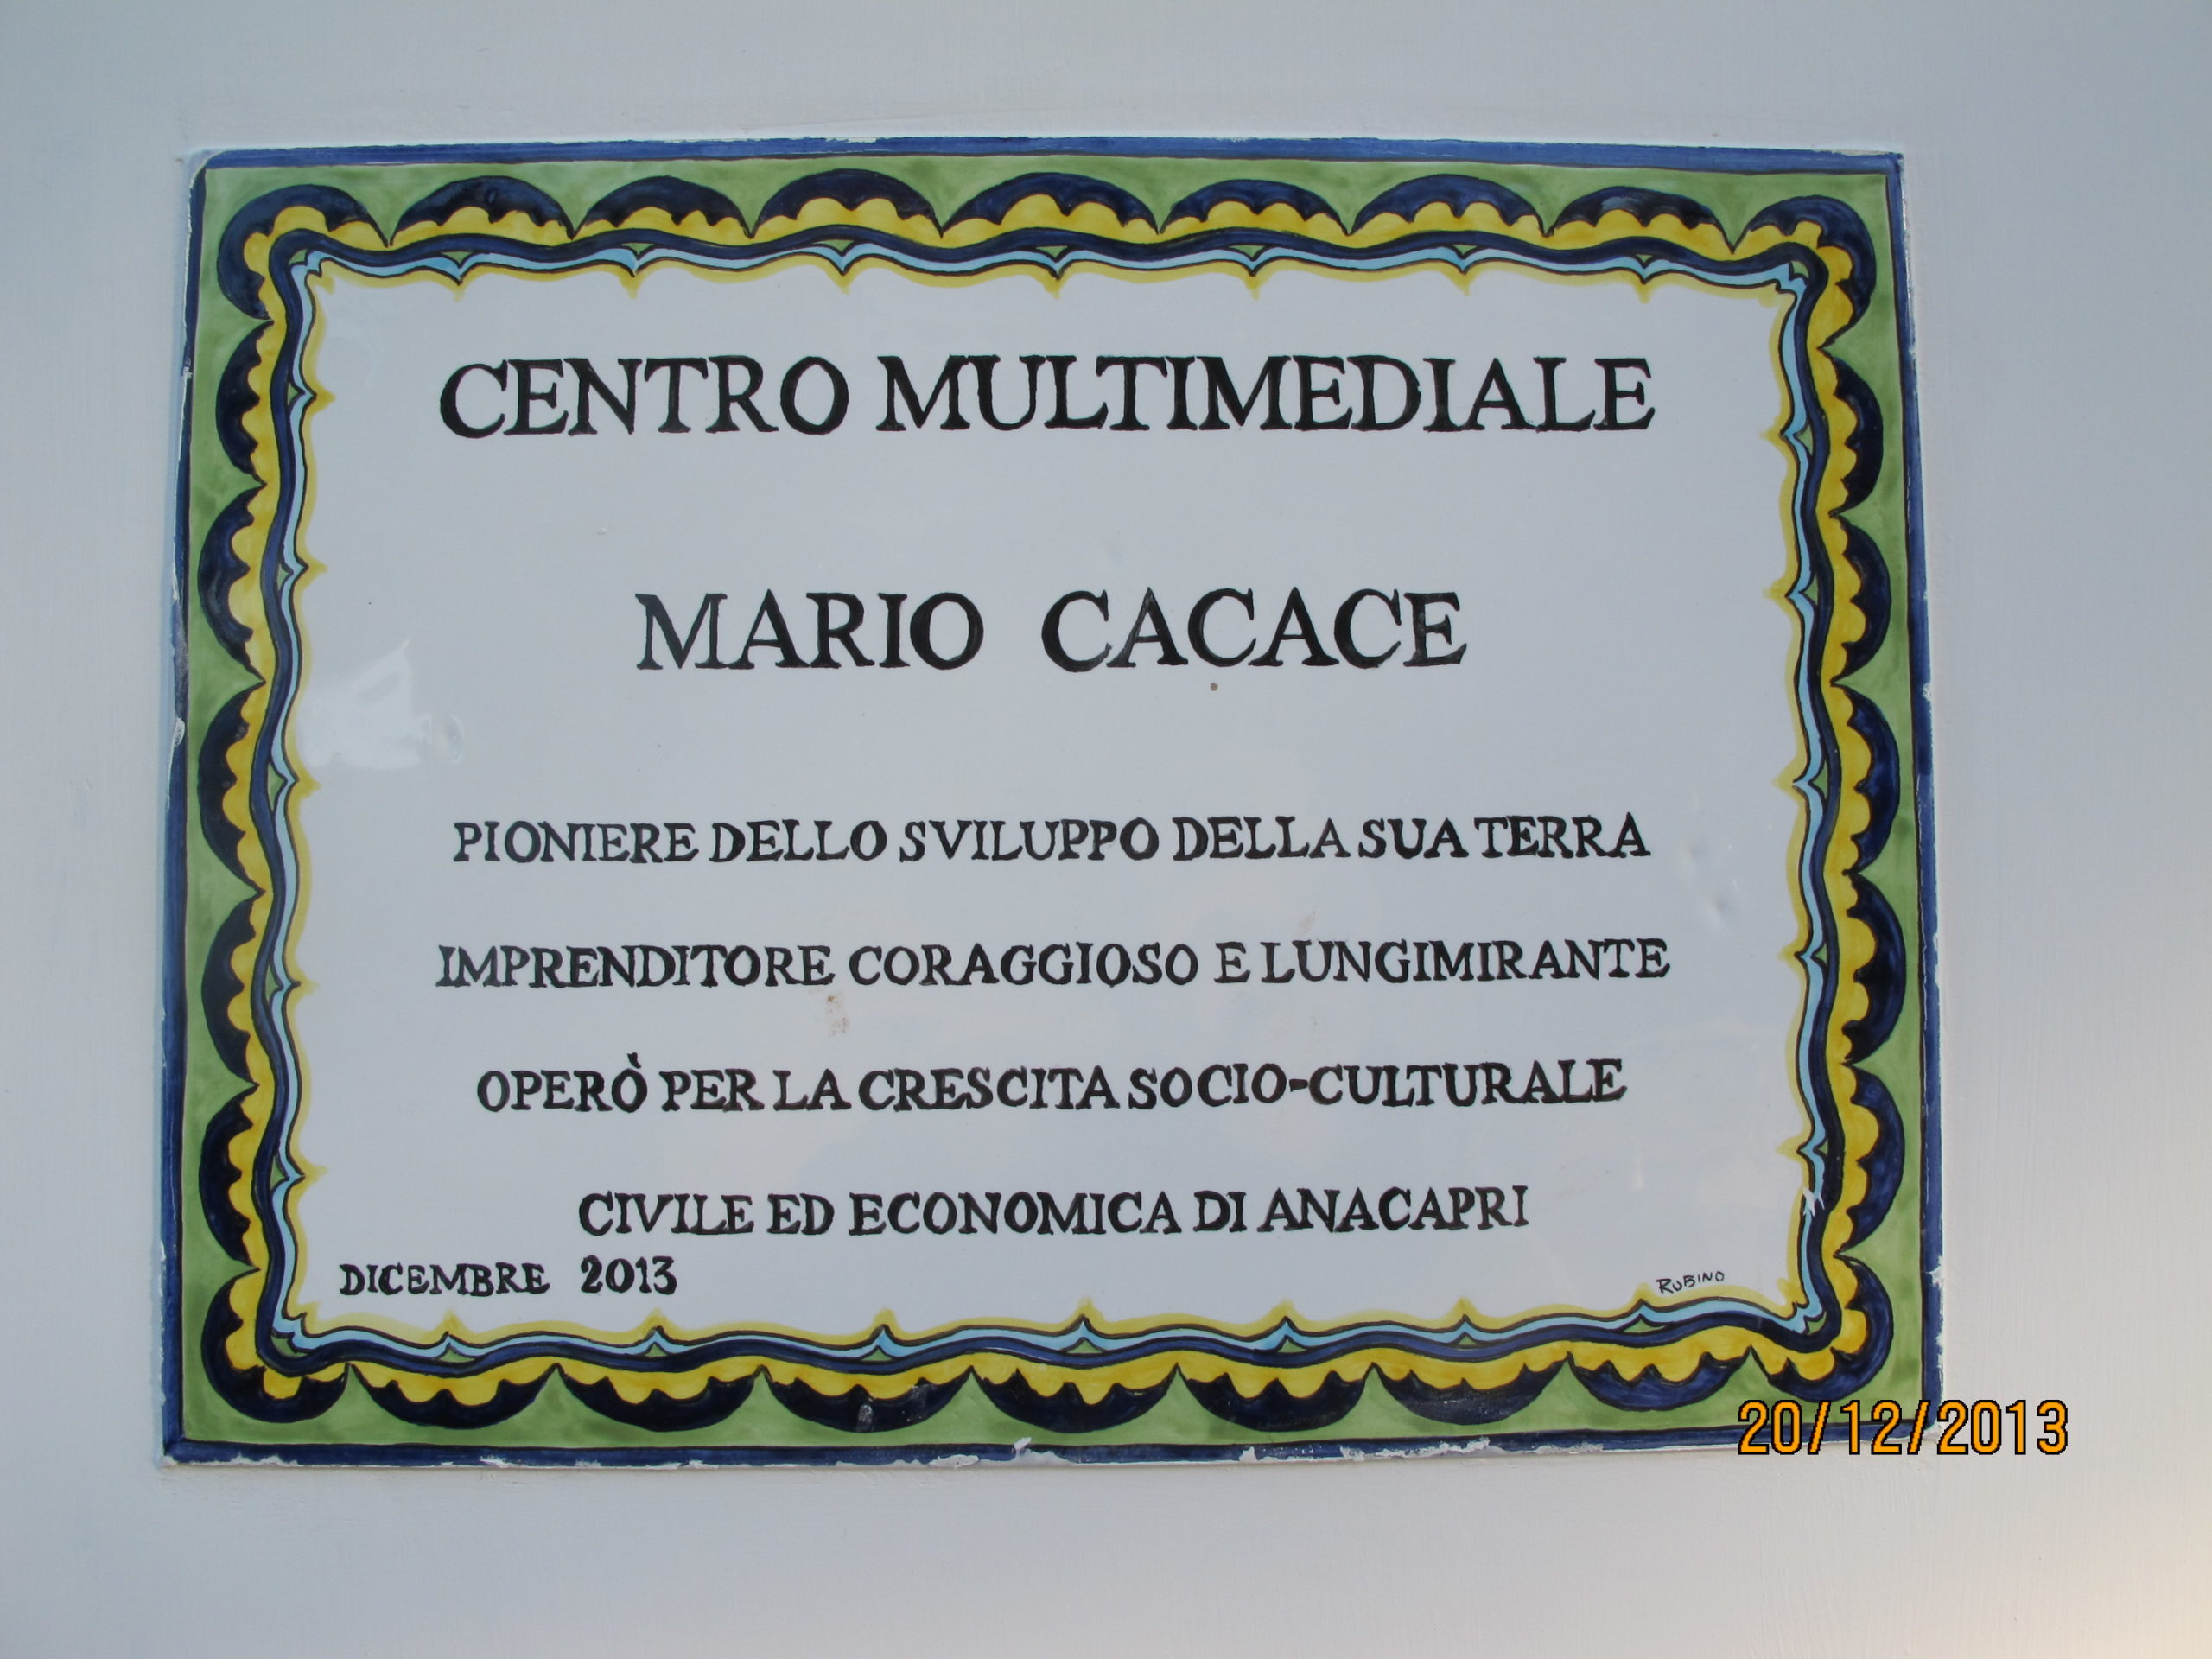 CENTRO MULTIMEDIALE
MARIO CACACE
PIONIERE DELLO SVILUPPO DELLA SUA TERRA
IMPRENDITORE CORAGGIOSO E LUNGIMIRANTE
OPERÒ PER LA CRESCITA SOCIO-CULTURALE
CIVILE ED ECONOMICA DI ANACAPRI
DICEMBRE 2013
RUBINO
20/12/2013